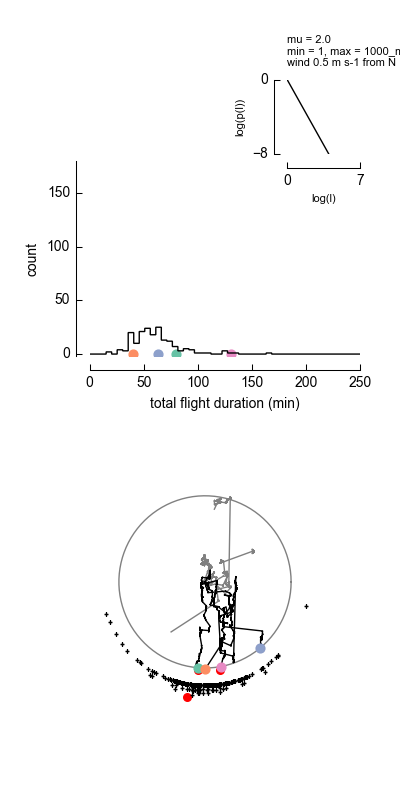 mu = 2.0
min = 1, max = 1000_m
wind 0.5 m s-1 from N
0
log(p(l))
−8
0
7
log(l)
150
100
50
0
count
0
50
100
150
200
250
total flight duration (min)